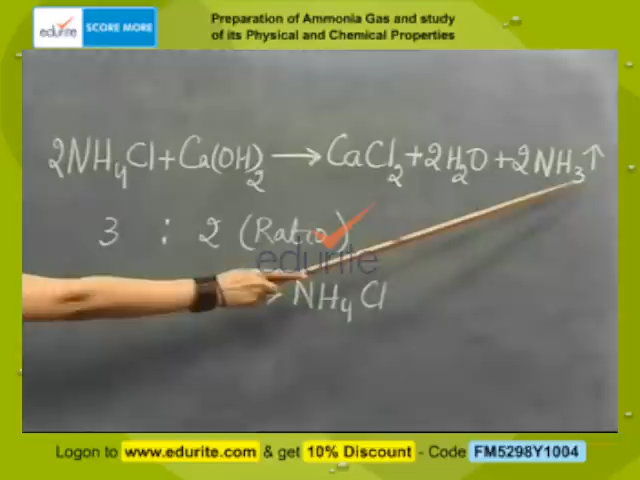 edurite SCORE MORE
Preparation of Ammonia Gas and study
of its Physical and Chemical Properties
2NH₄Cl + Ca(OH)₂ → CaCl₂ + 2H₂O + 2NH₃↑
3 : 2 (Ratio)
edurite
NH₄Cl
Logon to www.edurite.com & get 10% Discount - Code FM5298Y1004